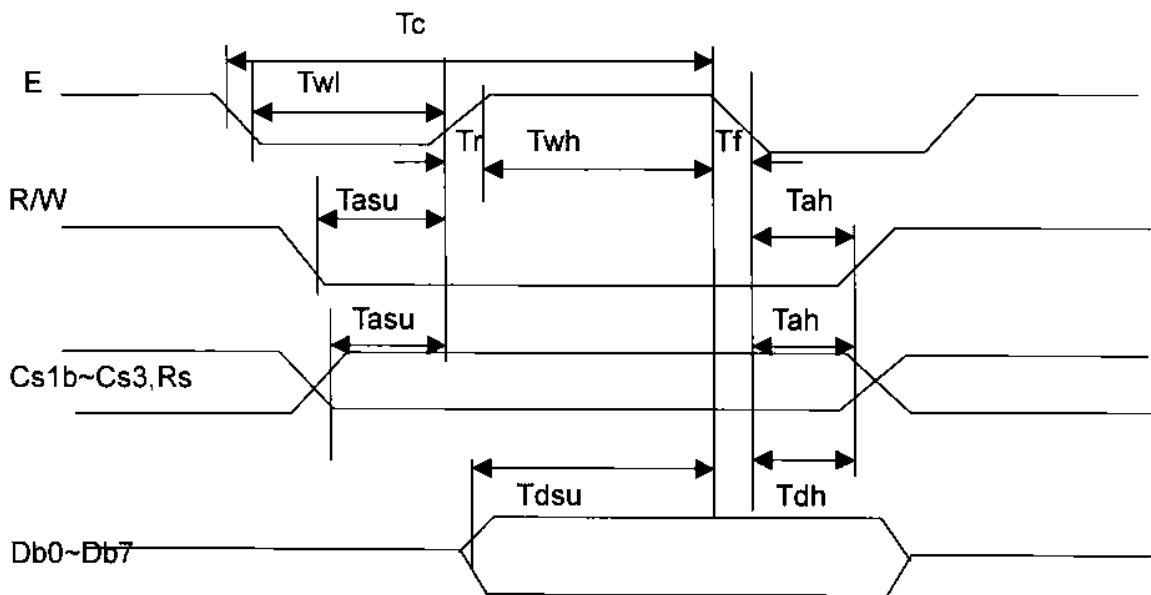 Tc
E
Twl
Tr
Twh
Tf
R/W
Tasu
Tah
Tasu
Tah
Cs1b~Cs3,Rs
Tdsu
Tdh
Db0~Db7